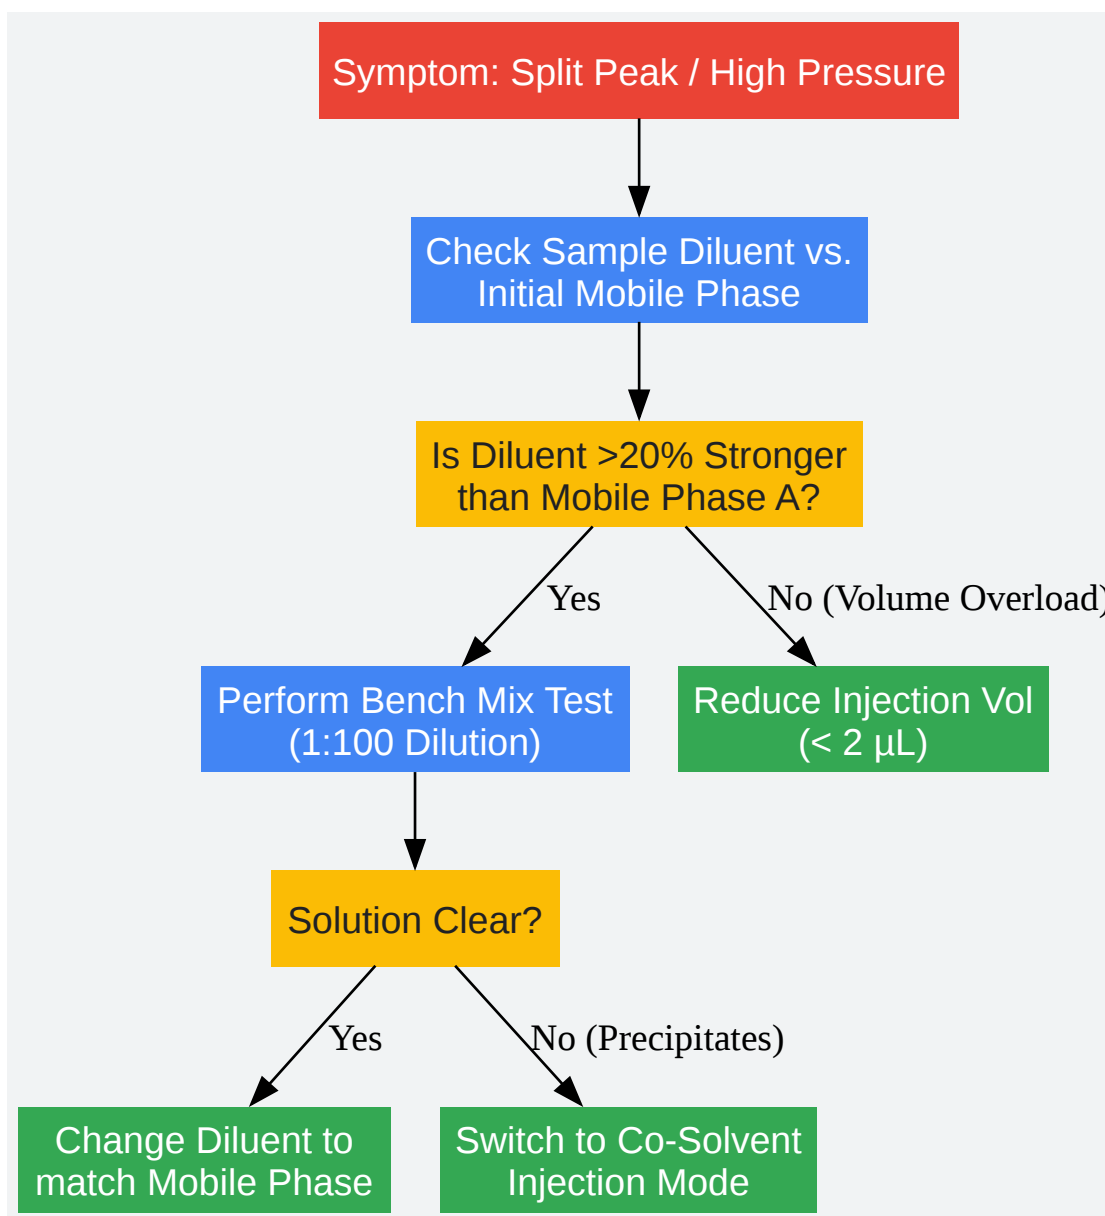 Symptom: Split Peak / High Pressure
Check Sample Diluent vs.
Initial Mobile Phase
Is Diluent >20% Stronger
than Mobile Phase A?
Yes
No (Volume Overload)
Perform Bench Mix Test
(1:100 Dilution)
Reduce Injection Vol
(< 2 µL)
Solution Clear?
Yes
No (Precipitates)
Change Diluent to
match Mobile Phase
Switch to Co-Solvent
Injection Mode